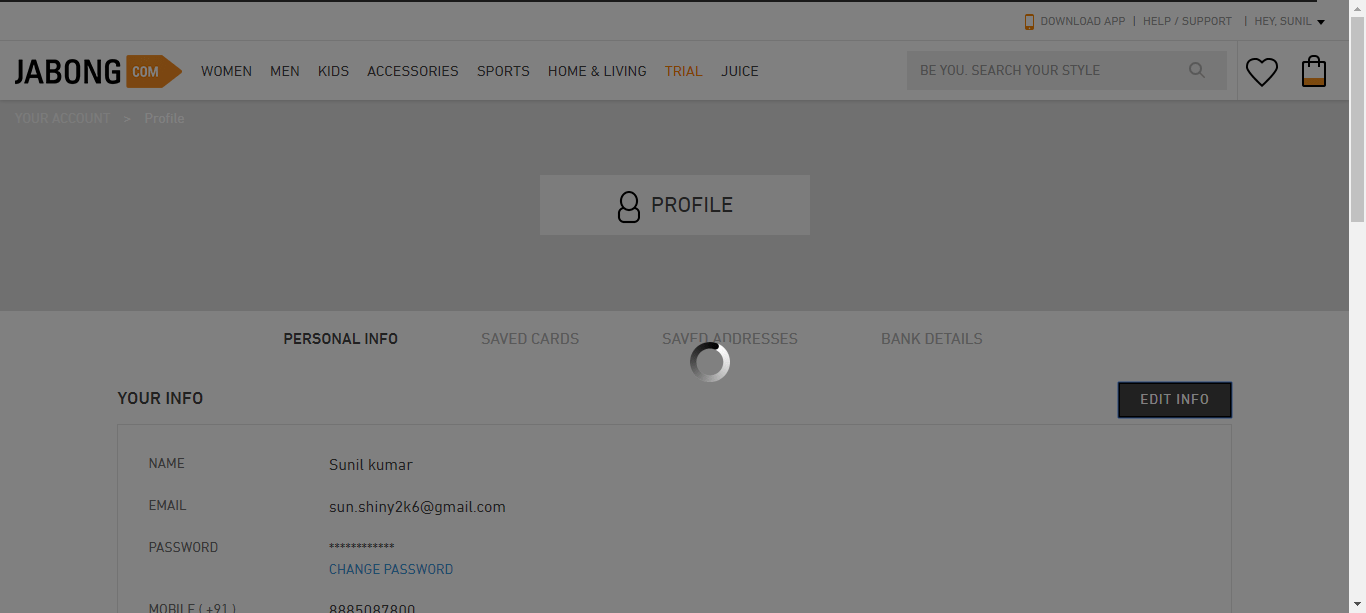 DOWNLOAD APP | HELP / SUPPORT | HEY, SUNIL
JABONG COM WOMEN MEN KIDS ACCESSORIES SPORTS HOME & LIVING TRIAL JUICE BE YOU. SEARCH YOUR STYLE
YOUR ACCOUNT > Profile
PROFILE
PERSONAL INFO SAVED CARDS SAVED ADDRESSES BANK DETAILS
YOUR INFO EDIT INFO
NAME Sunil kumar
EMAIL sun.shiny2k6@gmail.com
PASSWORD ************
CHANGE PASSWORD
MOBILE ( +91 ) 8885087800